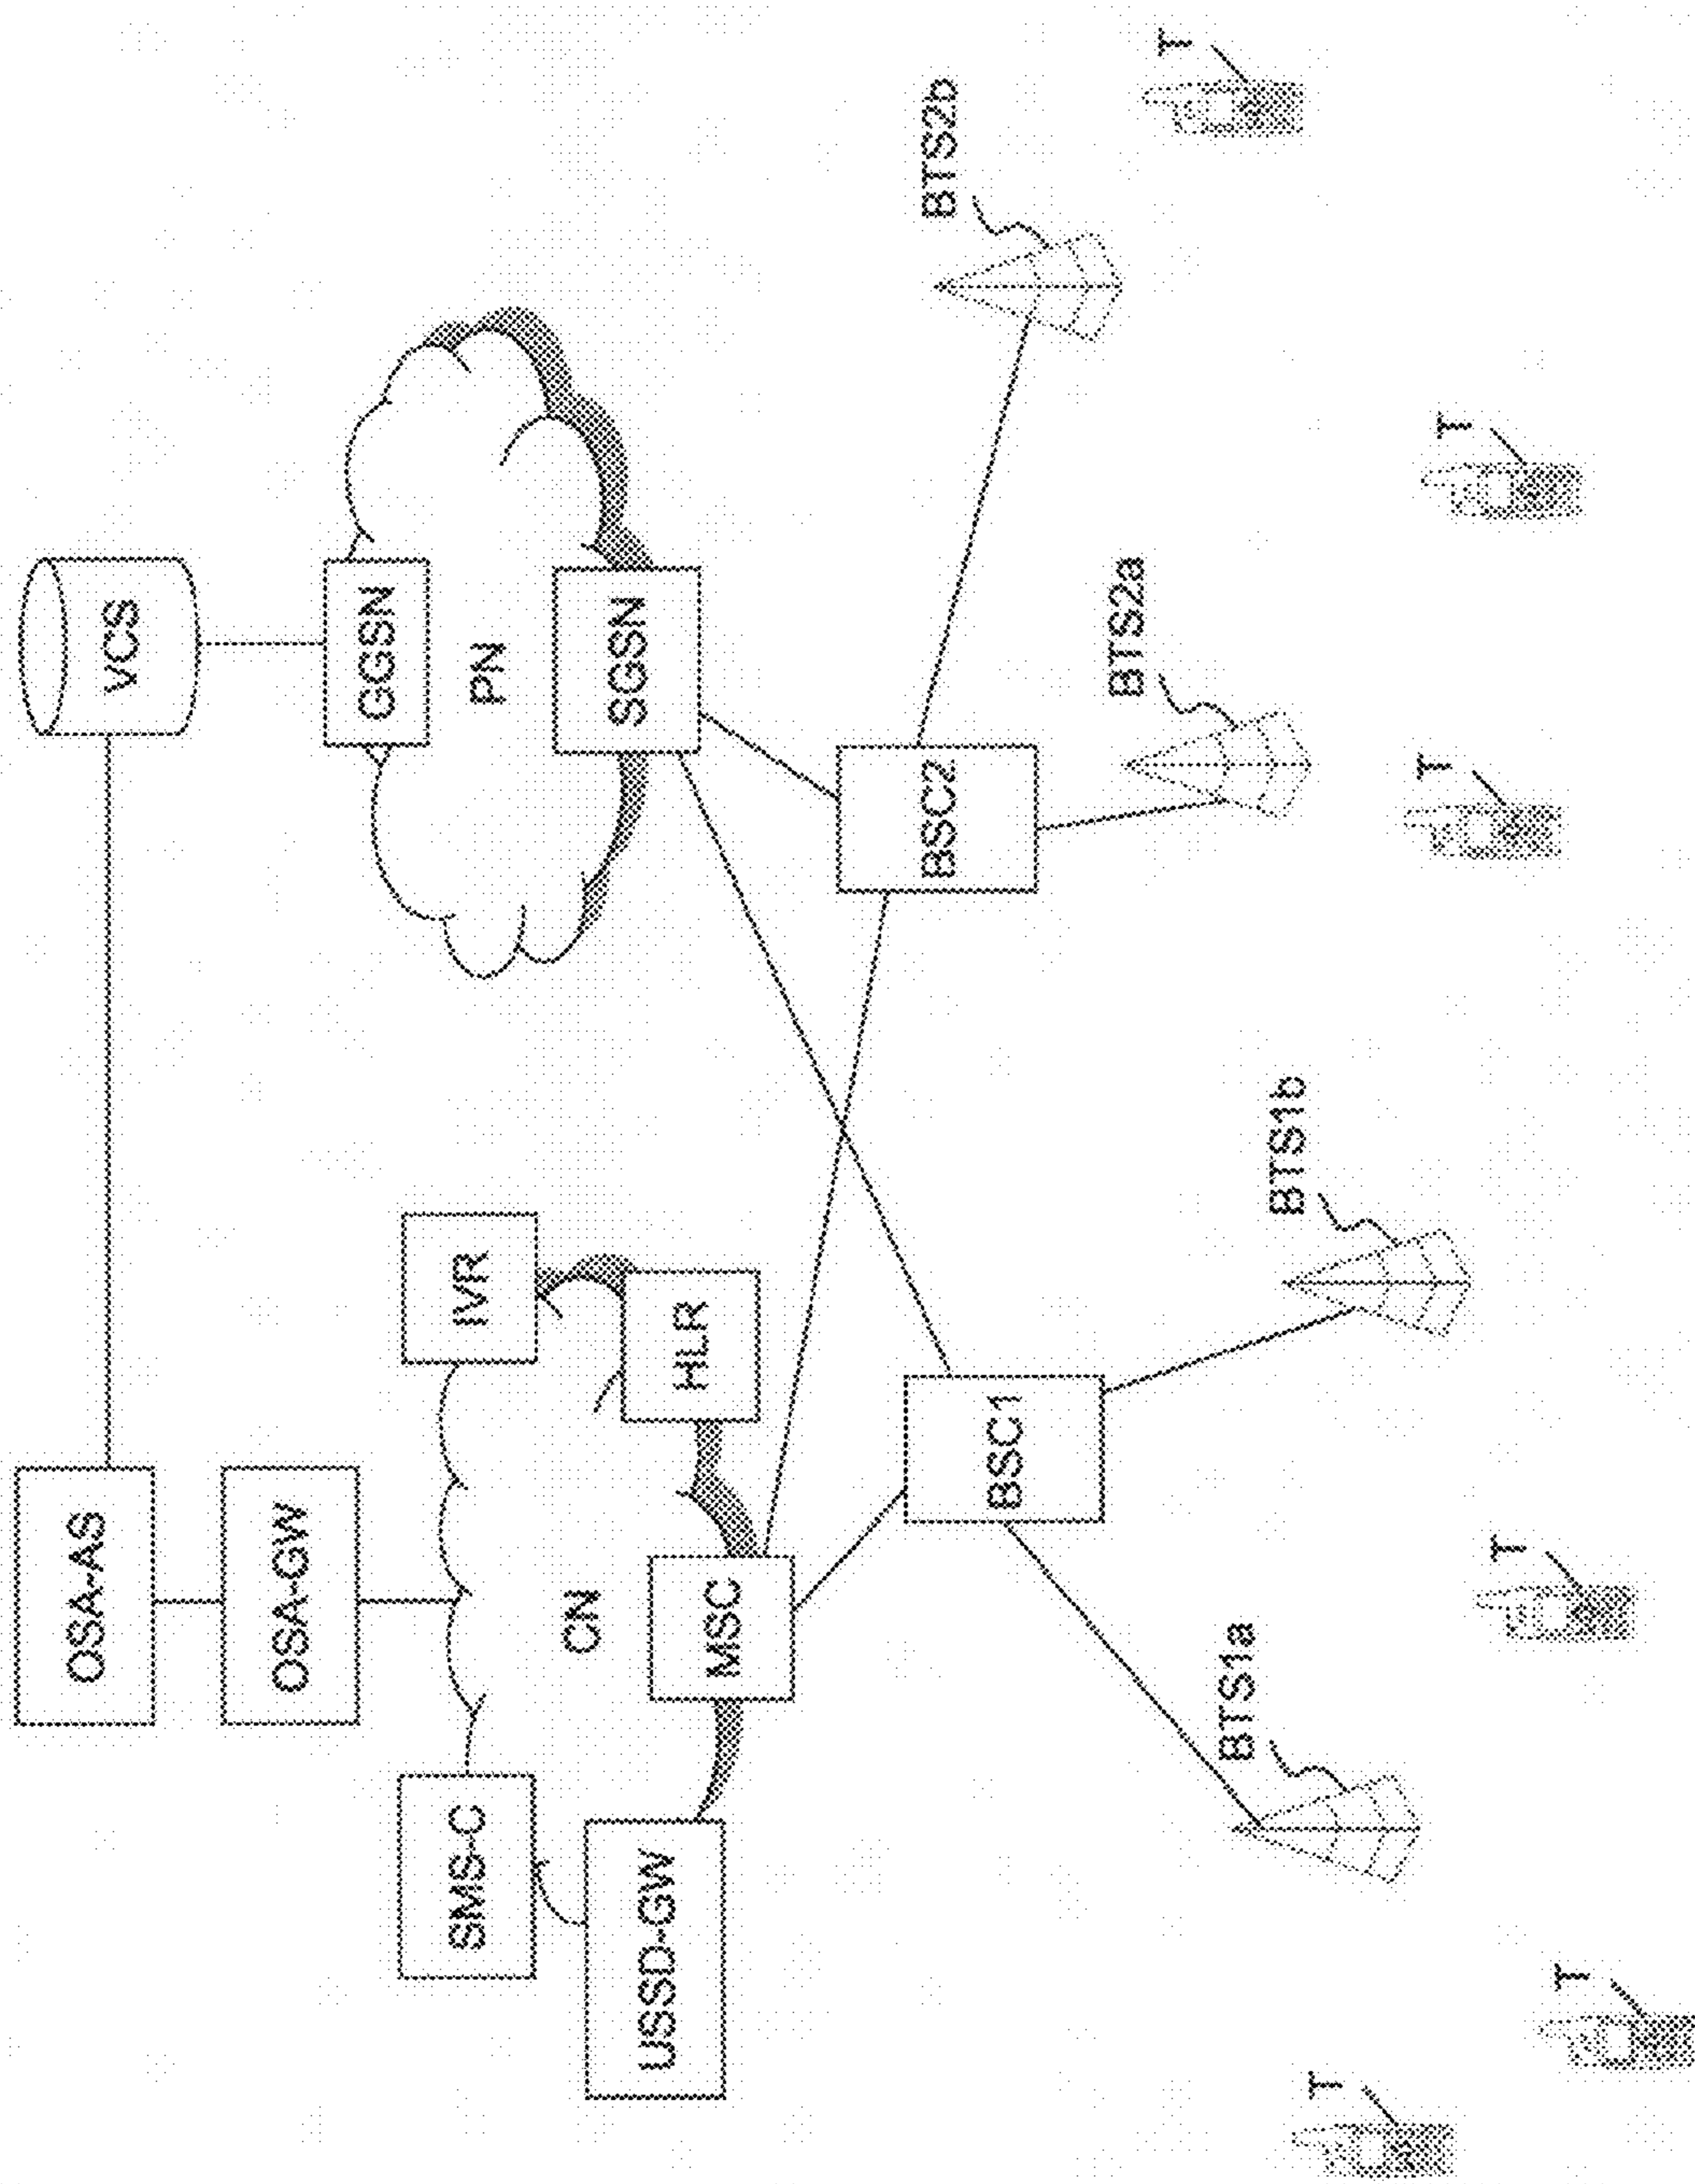 OSA-AS
VCS
OSA-GW
GGSN
SMS-C
IVR
PN
CN
SGSN
USSD-GW
HLR
MSC
BSC2
BTS2b
BSC1
BTS2a
T
BTS1a
BTS1b
T
T
T
T
T